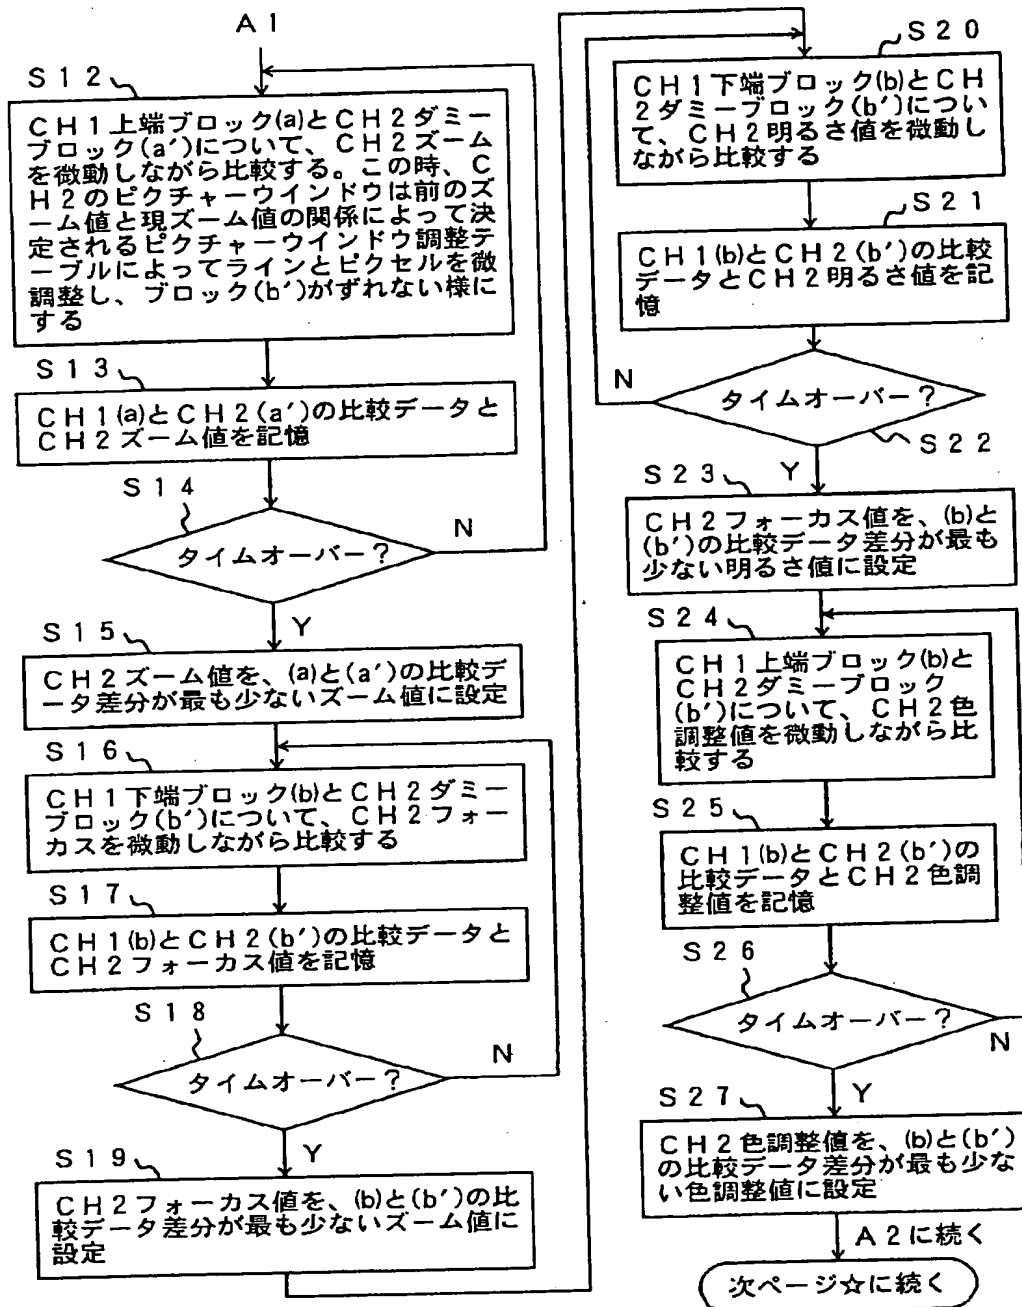 A1
S12
CH1上端ブロック(a)とCH2ダミー
ブロック(a′)について、CH2ズーム
を微動しながら比較する。この時、C
H2のピクチャーウインドウは前のズ
ーム値と現ズーム値の関係によって決
定されるピクチャーウインドウ調整テ
ーブルによってラインとピクセルを微
調整し、ブロック(b′)がずれない様に
する
S13
CH1(a)とCH2(a′)の比較データと
CH2ズーム値を記憶
S14
タイムオーバー?
N
Y
S15
CH2ズーム値を、(a)と(a′)の比較デ
ータ差分が最も少ないズーム値に設定
S16
CH1下端ブロック(b)とCH2ダミー
ブロック(b′)について、CH2フォー
カスを微動しながら比較する
S17
CH1(b)とCH2(b′)の比較データと
CH2フォーカス値を記憶
S18
タイムオーバー?
N
Y
S19
CH2フォーカス値を、(b)と(b′)の比
較データ差分が最も少ないズーム値に
設定
S20
CH1下端ブロック(b)とCH
2ダミーブロック(b′)につい
て、CH2明るさ値を微動し
ながら比較する
S21
CH1(b)とCH2(b′)の比較
データとCH2明るさ値を記
憶
N
タイムオーバー?
S22
Y
S23
CH2フォーカス値を、(b)と
(b′)の比較データ差分が最も
少ない明るさ値に設定
S24
CH1上端ブロック(b)と
CH2ダミーブロック
(b′)について、CH2色
調整値を微動しながら比
較する
S25
CH1(b)とCH2(b′)の
比較データとCH2色調
整値を記憶
S26
タイムオーバー?
N
Y
S27
CH2色調整値を、(b)と(b′)
の比較データ差分が最も少な
い色調整値に設定
A2に続く
次ページ☆に続く